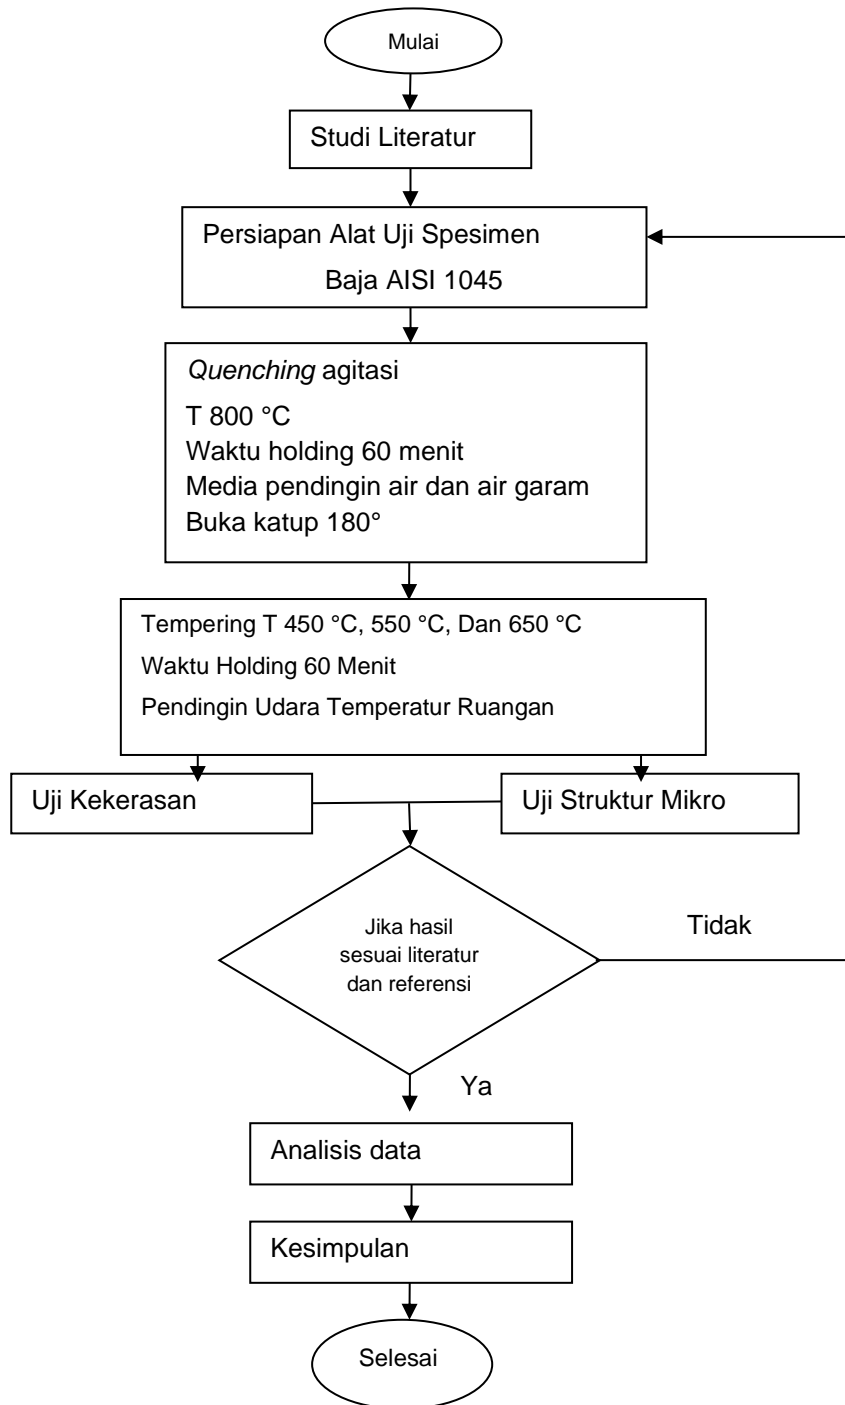 Mulai
Studi Literatur
Persiapan Alat Uji Spesimen
Baja AISI 1045
Quenching agitasi
T 800 °C
Waktu holding 60 menit
Media pendingin air dan air garam
Buka katup 180°
Tempering T 450 °C, 550 °C, Dan 650 °C
Waktu Holding 60 Menit
Pendingin Udara Temperatur Ruangan
Uji Kekerasan
Uji Struktur Mikro
Jika hasil
sesuai literatur
dan referensi
Tidak
Ya
Analisis data
Kesimpulan
Selesai